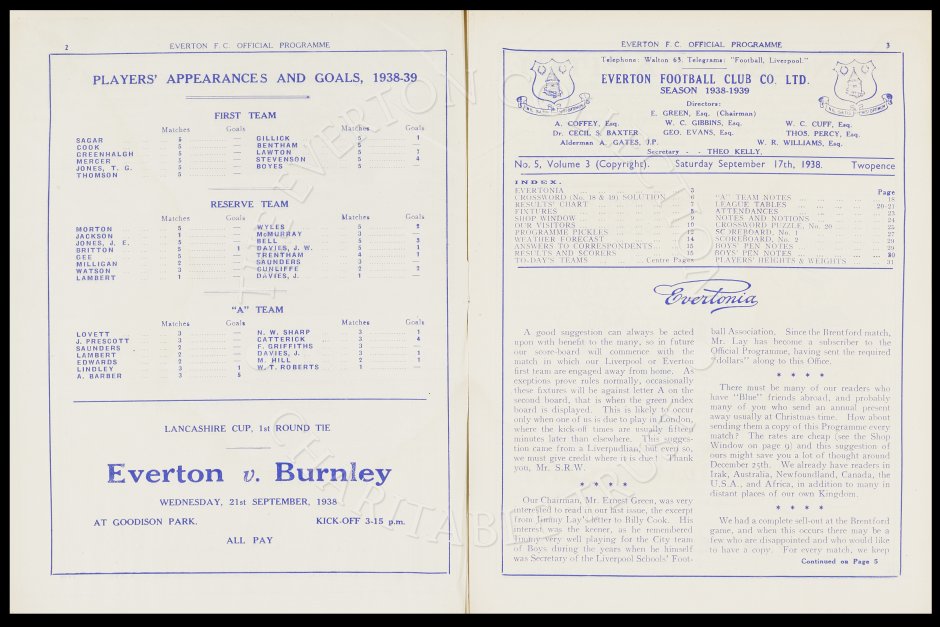 2
EVERTON F.C. OFFICIAL PROGRAMME
PLAYERS' APPEARANCES AND GOALS, 1938-39
FIRST TEAM
Matches Goals Matches Goals
SAGAR 5 —
COOK 5 —
GREENHALGH 5 —
MERCER 5 —
JONES, T. G. 5 —
THOMSON 5 —
GILLICK 5 1
BENTHAM 5 —
LAWTON 5
STEVENSON 5 4
BOYES 5 —
RESERVE TEAM
Matches Goals Matches Goals
MORTON 5 —
JACKSON 5 —
JONES, J. E. 5 —
BRITTON 5 1
GEE 5 —
MILLIGAN 5 —
WATSON 3 1
LAMBERT 1 —
WYLES 5 2
McMURRAY 5 —
BELL 5 3
DAVIES, J. W. 5 1
TRENTHAM 4 1
SAUNDERS 3 —
CUNLIFFE 2 2
DAVIES, J. 1 —
"A" TEAM
Matches Goals Matches Goals
LOVETT 3 —
J. PRESCOTT 3 —
SAUNDERS 2 —
LAMBERT 2 —
EDWARDS 2 —
LINDLEY 3 1
A. BARBER 3 5
N. W. SHARP 3 1
CATTERICK 3 4
F. GRIFFITHS 3 —
DAVIES, J. 3 1
M. HILL 2 1
W. T. ROBERTS 1 —
LANCASHIRE CUP, 1st ROUND TIE
Everton v. Burnley
WEDNESDAY, 21st SEPTEMBER, 1938
AT GOODISON PARK. KICK-OFF 3-15 p.m.
ALL PAY
EVERTON F.C. OFFICIAL PROGRAMME
3
Telephone: Walton 63. Telegrams: "Football, Liverpool."
EVERTON FOOTBALL CLUB CO. LTD.
SEASON 1938-1939
Directors:
E. GREEN, Esq. (Chairman)
A. COFFEY, Esq. W. C. GIBBINS, Esq. W. C. CUFF, Esq.
Dr. CECIL S. BAXTER GEO. EVANS, Esq. THOS. PERCY, Esq.
Alderman A. GATES, J.P. W. R. WILLIAMS, Esq.
Secretary - - THEO KELLY,
No. 5, Volume 3 (Copyright). Saturday September 17th, 1938. Twopence
INDEX.
EVERTONIA 3
CROSSWORD (No. 18 & 19) SOLUTION 6
RESULTS' CHART 7
FIXTURES 8
SHOP WINDOW 9
OUR VISITORS 10
PROGRAMME PICKLES 12
WEATHER FORECAST 14
ANSWERS TO CORRESPONDENTS 15
RESULTS AND SCORERS 15
TO-DAY'S TEAMS Centre Pages
Page
"A" TEAM NOTES 18
LEAGUE TABLES 20-21
ATTENDANCES 23
NOTES AND NOTIONS 24
CROSSWORD PUZZLE, No. 20 25
SCOREBOARD, No. 1 27
SCOREBOARD, No. 2 29
BOYS' PEN NOTES 29
BOYS' PEN NOTES 30
PLAYERS' HEIGHTS & WEIGHTS 31
Evertonia
A good suggestion can always be acted
upon with benefit to the many, so in future
our score-board will commence with the
match in which our Liverpool or Everton
first team are engaged away from home. As
exeptions prove rules normally, occasionally
these fixtures will be against letter A on the
second board, that is when the green index
board is displayed. This is likely to occur
only when one of us is due to play in London,
where the kick-off times are usually fifteen
minutes later than elsewhere. This sugges-
tion came from a Liverpudlian, but even so,
we must give credit where it is due! Thank
you, Mr. S.R.W.
* * * *
Our Chairman, Mr. Ernest Green, was very
interested to read in our last issue, the excerpt
from Jimmy Lay's letter to Billy Cook. His
interest was the keener, as he remembered
Jimmy very well playing for the City team
of Boys during the years when he himself
was Secretary of the Liverpool Schools' Foot-
ball Association. Since the Brentford match,
Mr. Lay has become a subscriber to the
Official Programme, having sent the required
"dollars" along to this Office.
* * * *
There must be many of our readers who
have "Blue" friends abroad, and probably
many of you who send an annual present
away usually at Christmas time. How about
sending them a copy of this Programme every
match? The rates are cheap (see the Shop
Window on page 9) and this suggestion of
ours might save you a lot of thought around
December 25th. We already have readers in
Irak, Australia, Newfoundland, Canada, the
U.S.A., and Africa, in addition to many in
distant places of our own Kingdom.
* * * *
We had a complete sell-out at the Brentford
game, and when this occurs there may be a
few who are disappointed and who would like
to have a copy. For every match, we keep
Continued on Page 5